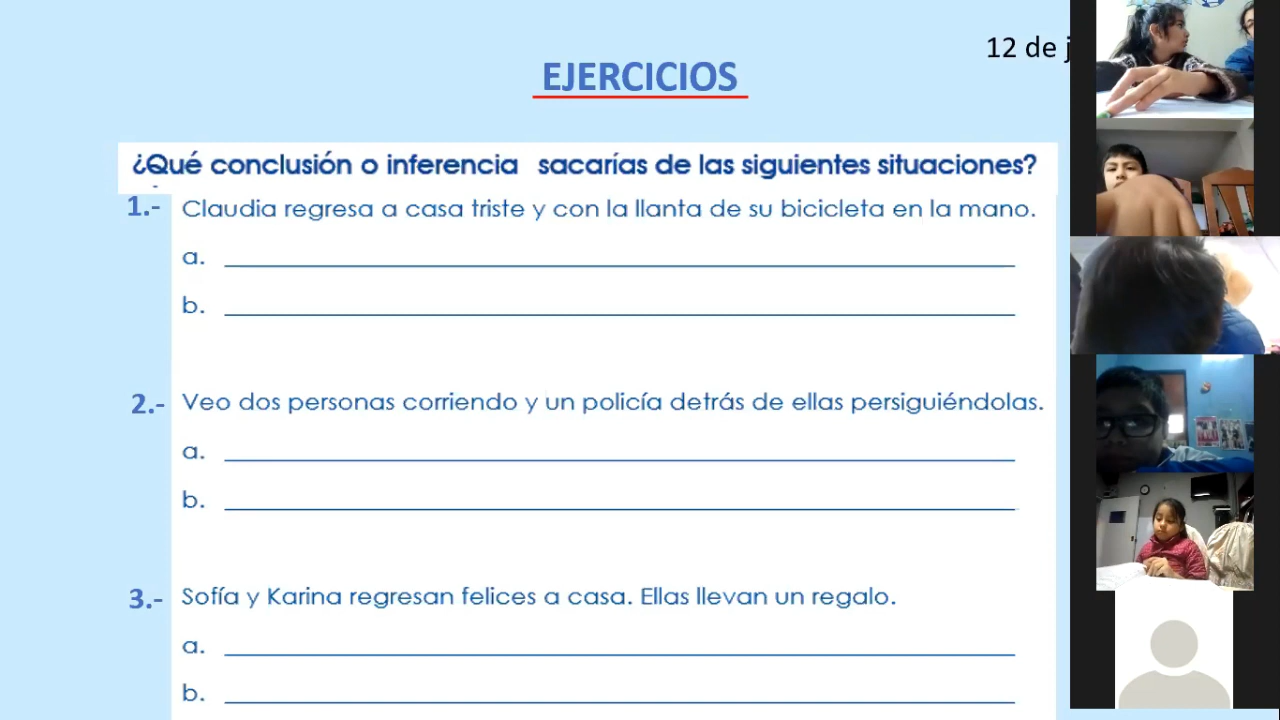 12 de j
EJERCICIOS
¿Qué conclusión o inferencia sacarías de las siguientes situaciones?
1.- Claudia regresa a casa triste y con la llanta de su bicicleta en la mano.
a.
b.
2.- Veo dos personas corriendo y un policía detrás de ellas persiguiéndolas.
a.
b.
3.- Sofía y Karina regresan felices a casa. Ellas llevan un regalo.
a.
b.